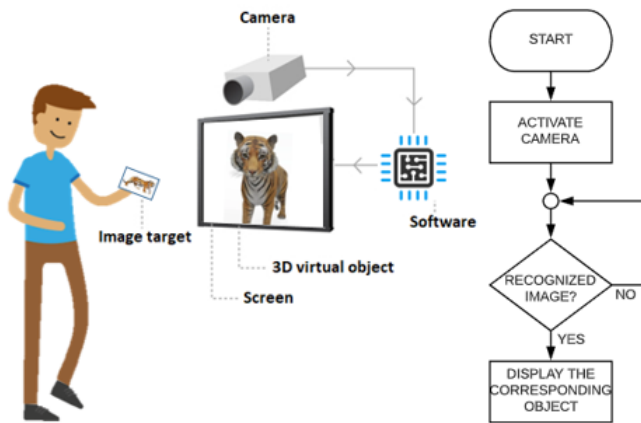 Camera
Image target
Software
3D virtual object
Screen
START
ACTIVATE
CAMERA
RECOGNIZED
IMAGE?
NO
YES
DISPLAY THE
CORRESPONDING
OBJECT